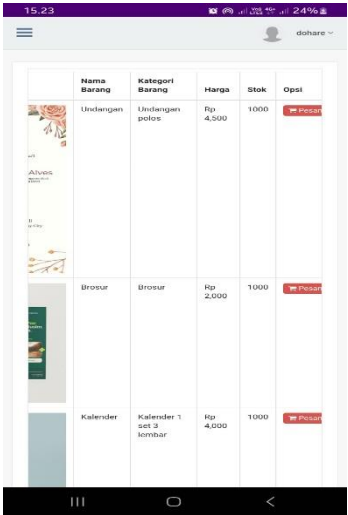 15.23
24%
dohare
Nama Barang
Kategori Barang
Harga
Stok
Opsi
Undangan
Undangan polos
Rp 4,500
1000
Pesan
Alves
Brosur
Brosur
Rp 2,000
1000
Pesan
Kalender
Kalender 1 set 3 lembar
Rp 4,000
1000
Pesan